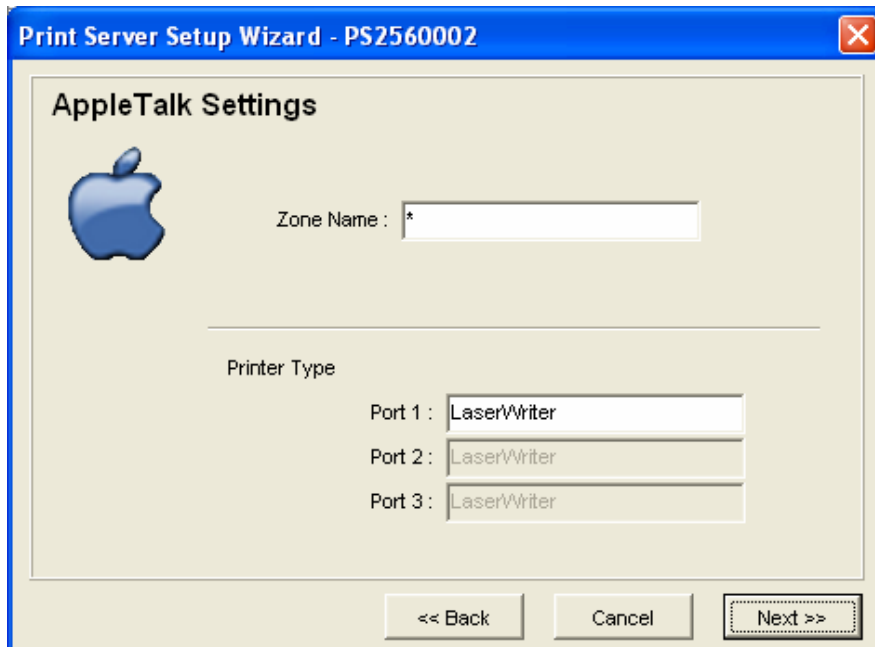 Print Server Setup Wizard - PS2560002
AppleTalk Settings
Zone Name : *
Printer Type
Port 1 : LaserWriter
Port 2 : LaserWriter
Port 3 : LaserWriter
<< Back Cancel Next >>